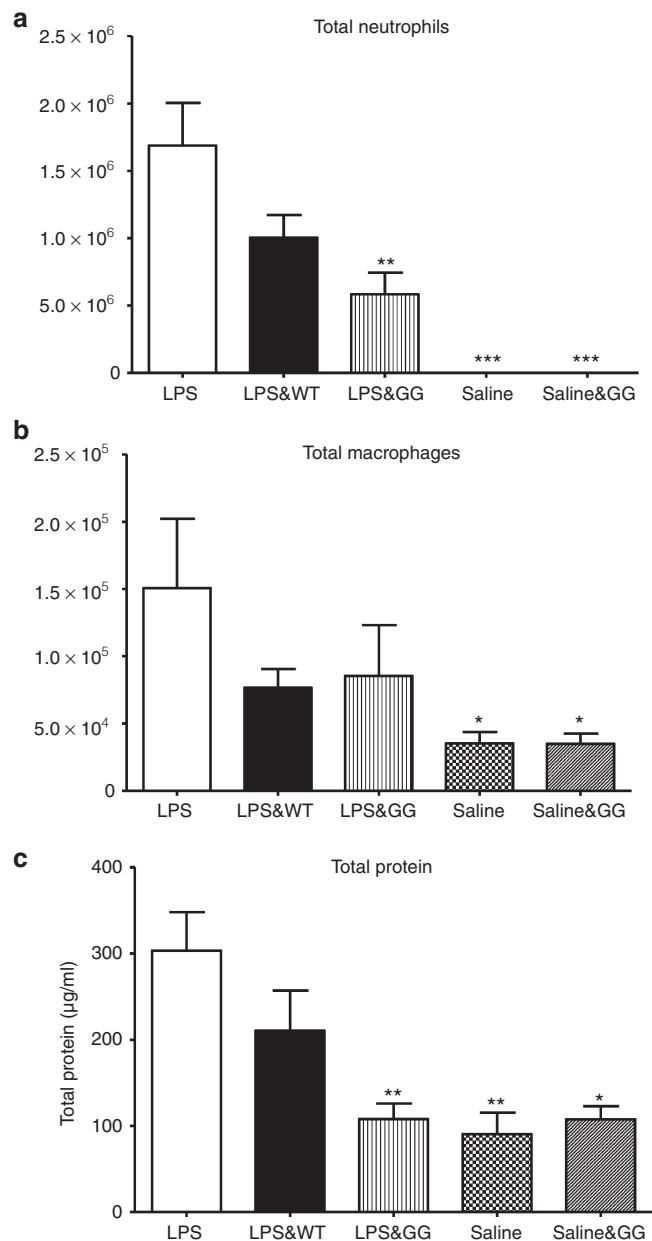 a
Total neutrophils
2.5 × 10⁶
2.0 × 10⁶
1.5 × 10⁶
1.0 × 10⁶
5.0 × 10⁶
0
**
***
***
LPS LPS&WT LPS&GG Saline Saline&GG
b
Total macrophages
2.5 × 10⁵
2.0 × 10⁵
1.5 × 10⁵
1.0 × 10⁵
5.0 × 10⁴
0
*
*
LPS LPS&WT LPS&GG Saline Saline&GG
c
Total protein
Total protein (µg/ml)
400
300
200
100
0
**
**
*
LPS LPS&WT LPS&GG Saline Saline&GG